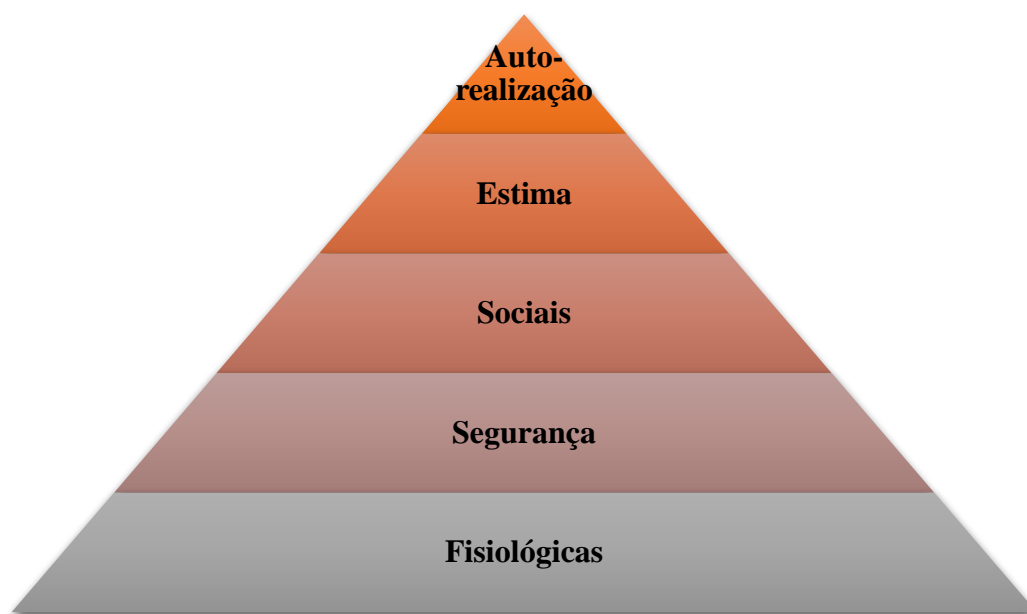 Auto-
realização
Estima
Sociais
Segurança
Fisiológicas